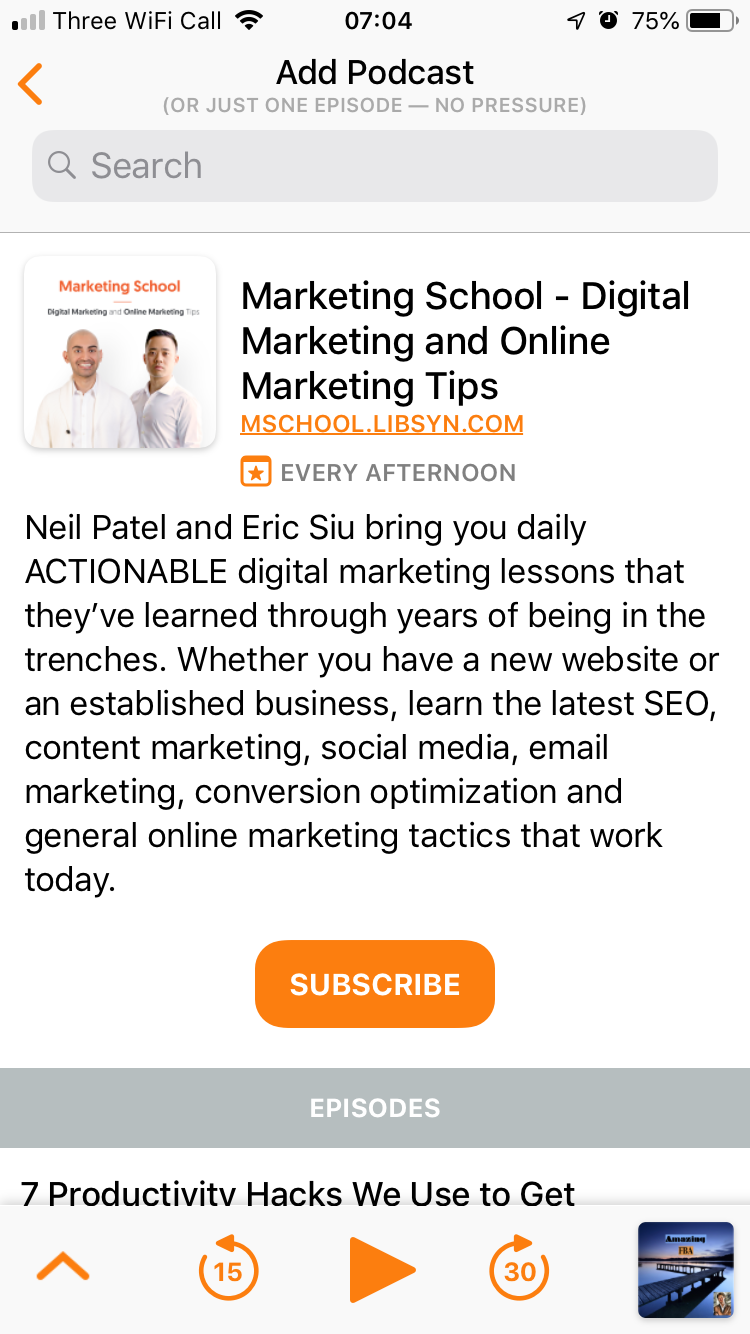 Three WiFi Call 07:04 75%
Add Podcast
(OR JUST ONE EPISODE — NO PRESSURE)
Search
Marketing School
Digital Marketing and Online Marketing Tips
Marketing School - Digital
Marketing and Online
Marketing Tips
MSCHOOL.LIBSYN.COM
EVERY AFTERNOON
Neil Patel and Eric Siu bring you daily
ACTIONABLE digital marketing lessons that
they’ve learned through years of being in the
trenches. Whether you have a new website or
an established business, learn the latest SEO,
content marketing, social media, email
marketing, conversion optimization and
general online marketing tactics that work
today.
SUBSCRIBE
EPISODES
7 Productivity Hacks We Use to Get
15 30
Amazing
FBA